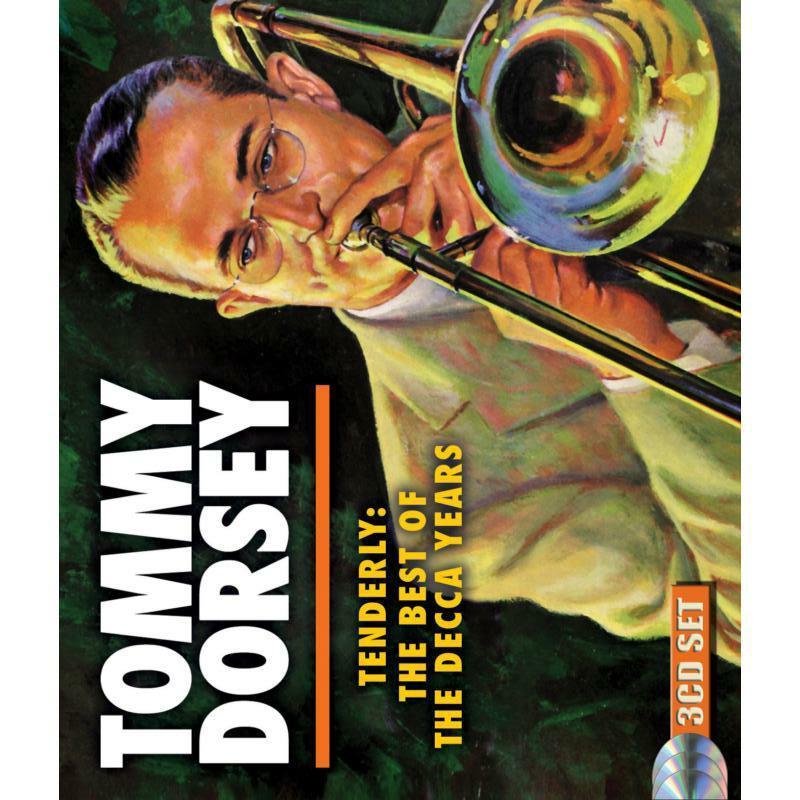 TOMMY
DORSEY
TENDERLY:
THE BEST OF
THE DECCA YEARS
3CD SET